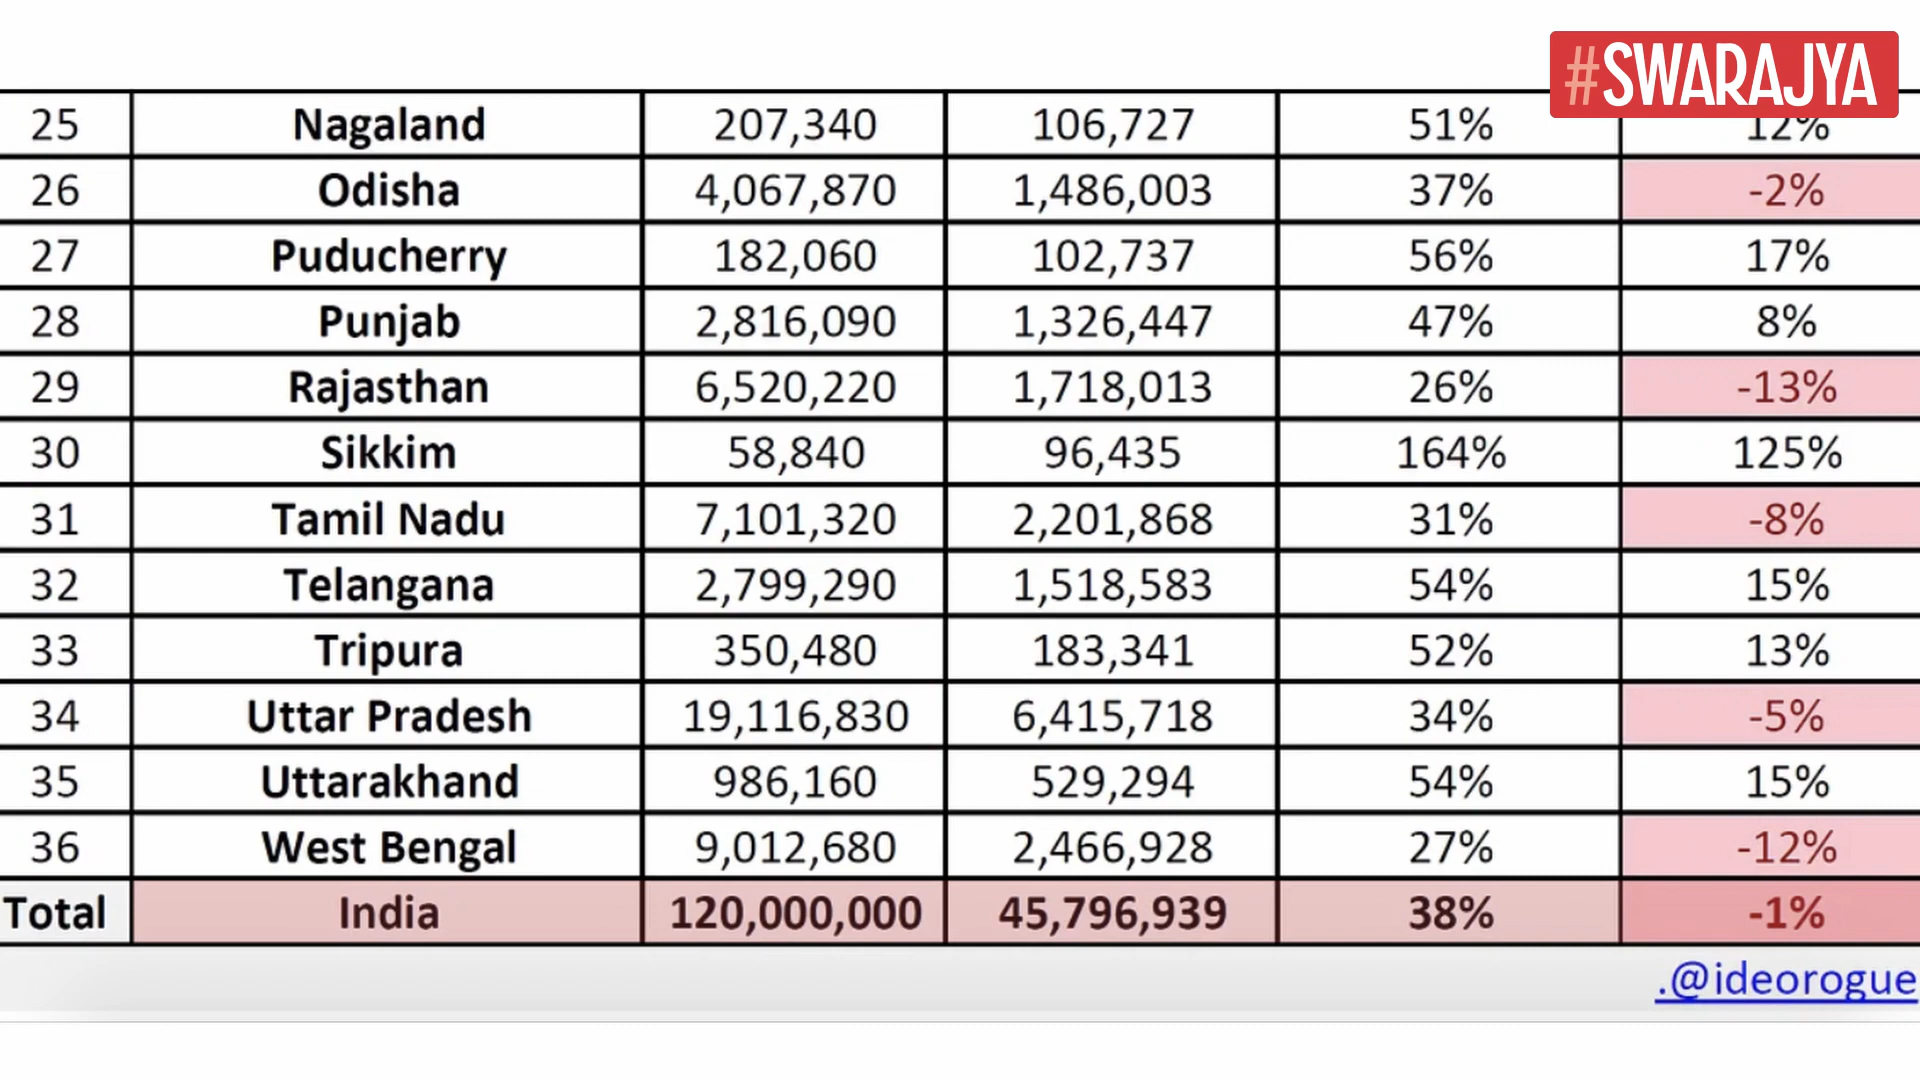 #SWARAJYA
25 Nagaland 207,340 106,727 51% 12%
26 Odisha 4,067,870 1,486,003 37% -2%
27 Puducherry 182,060 102,737 56% 17%
28 Punjab 2,816,090 1,326,447 47% 8%
29 Rajasthan 6,520,220 1,718,013 26% -13%
30 Sikkim 58,840 96,435 164% 125%
31 Tamil Nadu 7,101,320 2,201,868 31% -8%
32 Telangana 2,799,290 1,518,583 54% 15%
33 Tripura 350,480 183,341 52% 13%
34 Uttar Pradesh 19,116,830 6,415,718 34% -5%
35 Uttarakhand 986,160 529,294 54% 15%
36 West Bengal 9,012,680 2,466,928 27% -12%
Total India 120,000,000 45,796,939 38% -1%
.@ideorogue